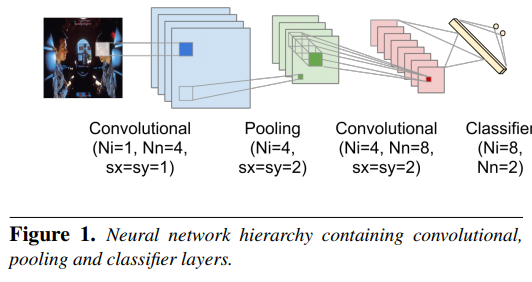 Convolutional Pooling Convolutional Classifier
(Ni=1, Nn=4, (Ni=4, (Ni=4, Nn=8, (Ni=8,
sx=sy=1) sx=sy=2) sx=sy=2) Nn=2)
Figure 1. Neural network hierarchy containing convolutional,
pooling and classifier layers.